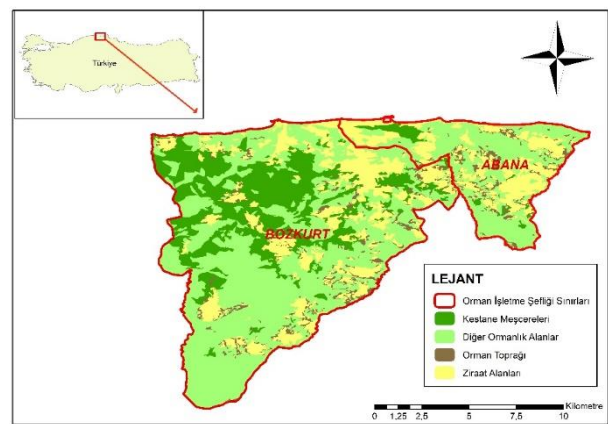 Türkiye
ABANA
BOZKURT
LEJANT
Orman İşletme Şefliği Sınırları
Kestane Meşcereleri
Diğer Ormanlık Alanlar
Orman Toprağı
Ziraat Alanları
Kilometre
0 1,25 2,5 5 7,5 10